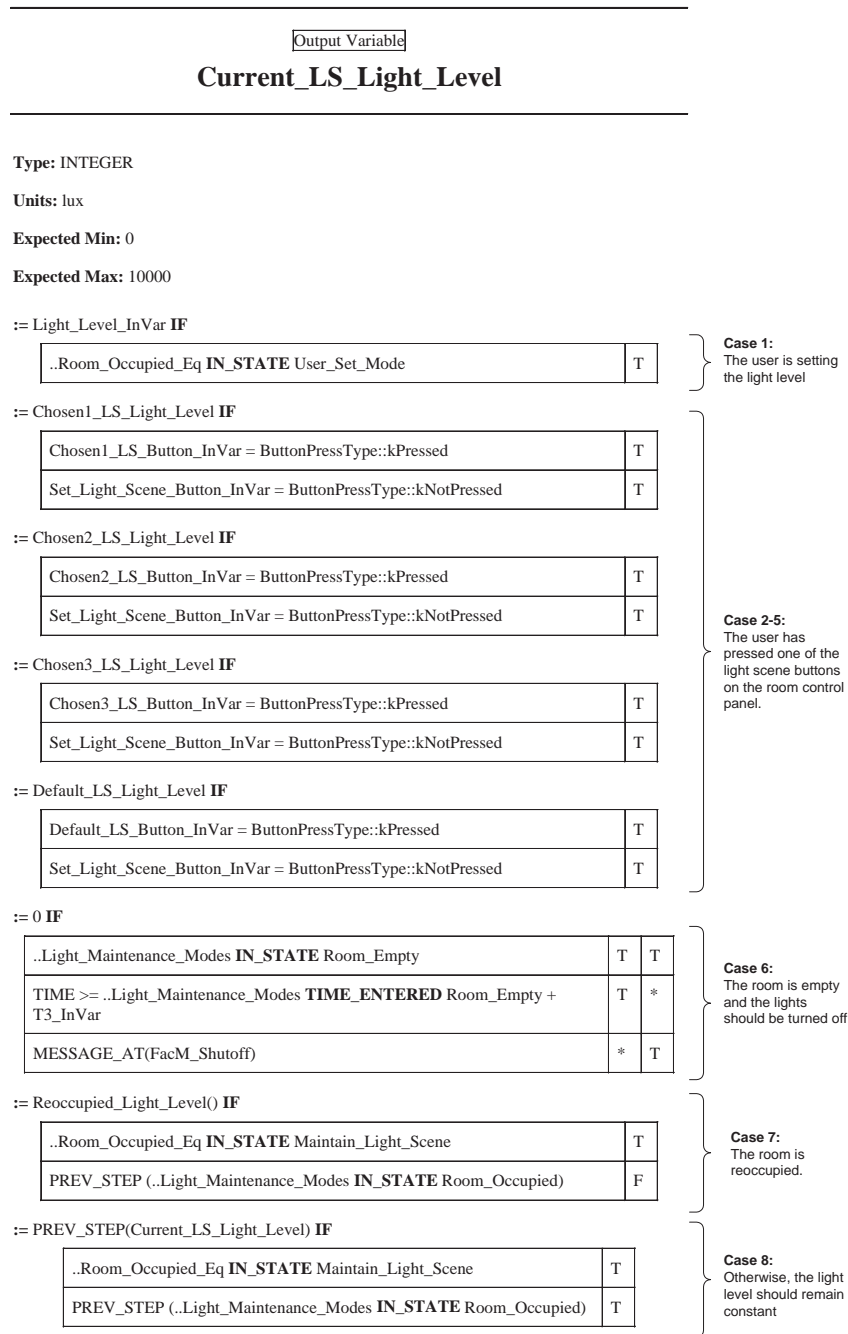 Output Variable
Current_LS_Light_Level
Type: INTEGER
Units: lux
Expected Min: 0
Expected Max: 10000
:= Light_Level_InVar IF
..Room_Occupied_Eq IN_STATE User_Set_Mode T
Case 1:
The user is setting
the light level
:= Chosen1_LS_Light_Level IF
Chosen1_LS_Button_InVar = ButtonPressType::kPressed T
Set_Light_Scene_Button_InVar = ButtonPressType::kNotPressed T
:= Chosen2_LS_Light_Level IF
Chosen2_LS_Button_InVar = ButtonPressType::kPressed T
Set_Light_Scene_Button_InVar = ButtonPressType::kNotPressed T
:= Chosen3_LS_Light_Level IF
Chosen3_LS_Button_InVar = ButtonPressType::kPressed T
Set_Light_Scene_Button_InVar = ButtonPressType::kNotPressed T
:= Default_LS_Light_Level IF
Default_LS_Button_InVar = ButtonPressType::kPressed T
Set_Light_Scene_Button_InVar = ButtonPressType::kNotPressed T
Case 2-5:
The user has
pressed one of the
light scene buttons
on the room control
panel.
:= 0 IF
..Light_Maintenance_Modes IN_STATE Room_Empty T T
TIME >= ..Light_Maintenance_Modes TIME_ENTERED Room_Empty + T *
T3_InVar
MESSAGE_AT(FacM_Shutoff) * T
Case 6:
The room is empty
and the lights
should be turned off
:= Reoccupied_Light_Level() IF
..Room_Occupied_Eq IN_STATE Maintain_Light_Scene T
PREV_STEP (..Light_Maintenance_Modes IN_STATE Room_Occupied) F
Case 7:
The room is
reoccupied.
:= PREV_STEP(Current_LS_Light_Level) IF
..Room_Occupied_Eq IN_STATE Maintain_Light_Scene T
PREV_STEP (..Light_Maintenance_Modes IN_STATE Room_Occupied) T
Case 8:
Otherwise, the light
level should remain
constant